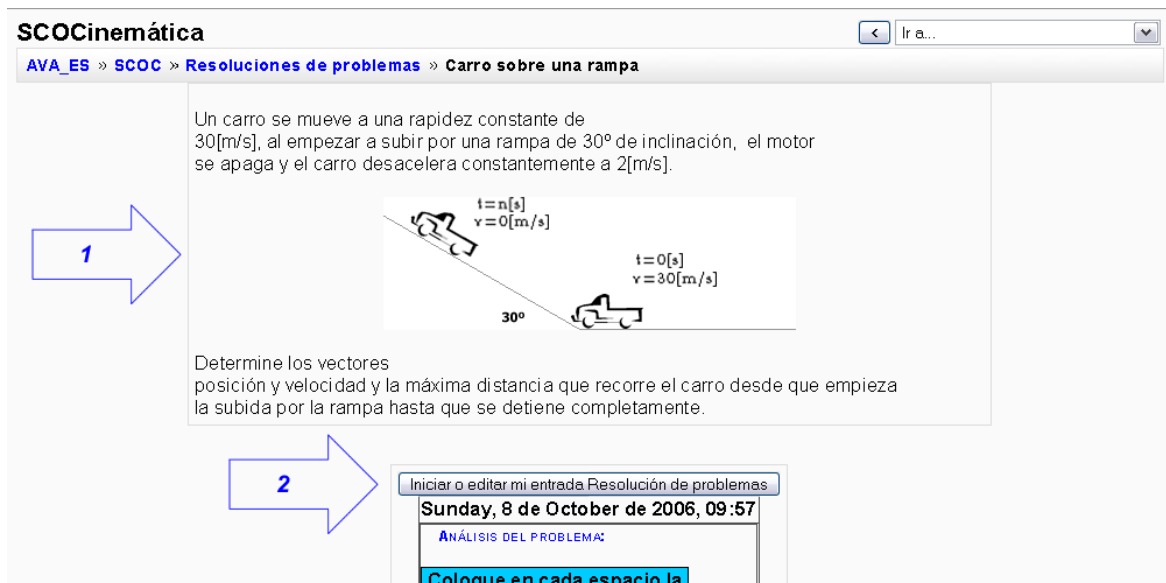 SCOCinemática
Ir a...
AVA_ES » SCOC » Resoluciones de problemas » Carro sobre una rampa
Un carro se mueve a una rapidez constante de
30[m/s], al empezar a subir por una rampa de 30º de inclinación, el motor
se apaga y el carro desacelera constantemente a 2[m/s].
t=n[s]
v=0[m/s]
t=0[s]
v=30[m/s]
30º
1
Determine los vectores
posición y velocidad y la máxima distancia que recorre el carro desde que empieza
la subida por la rampa hasta que se detiene completamente.
2
Iniciar o editar mi entrada Resolución de problemas
Sunday, 8 de October de 2006, 09:57
ANÁLISIS DEL PROBLEMA:
Coloque en cada espacio la